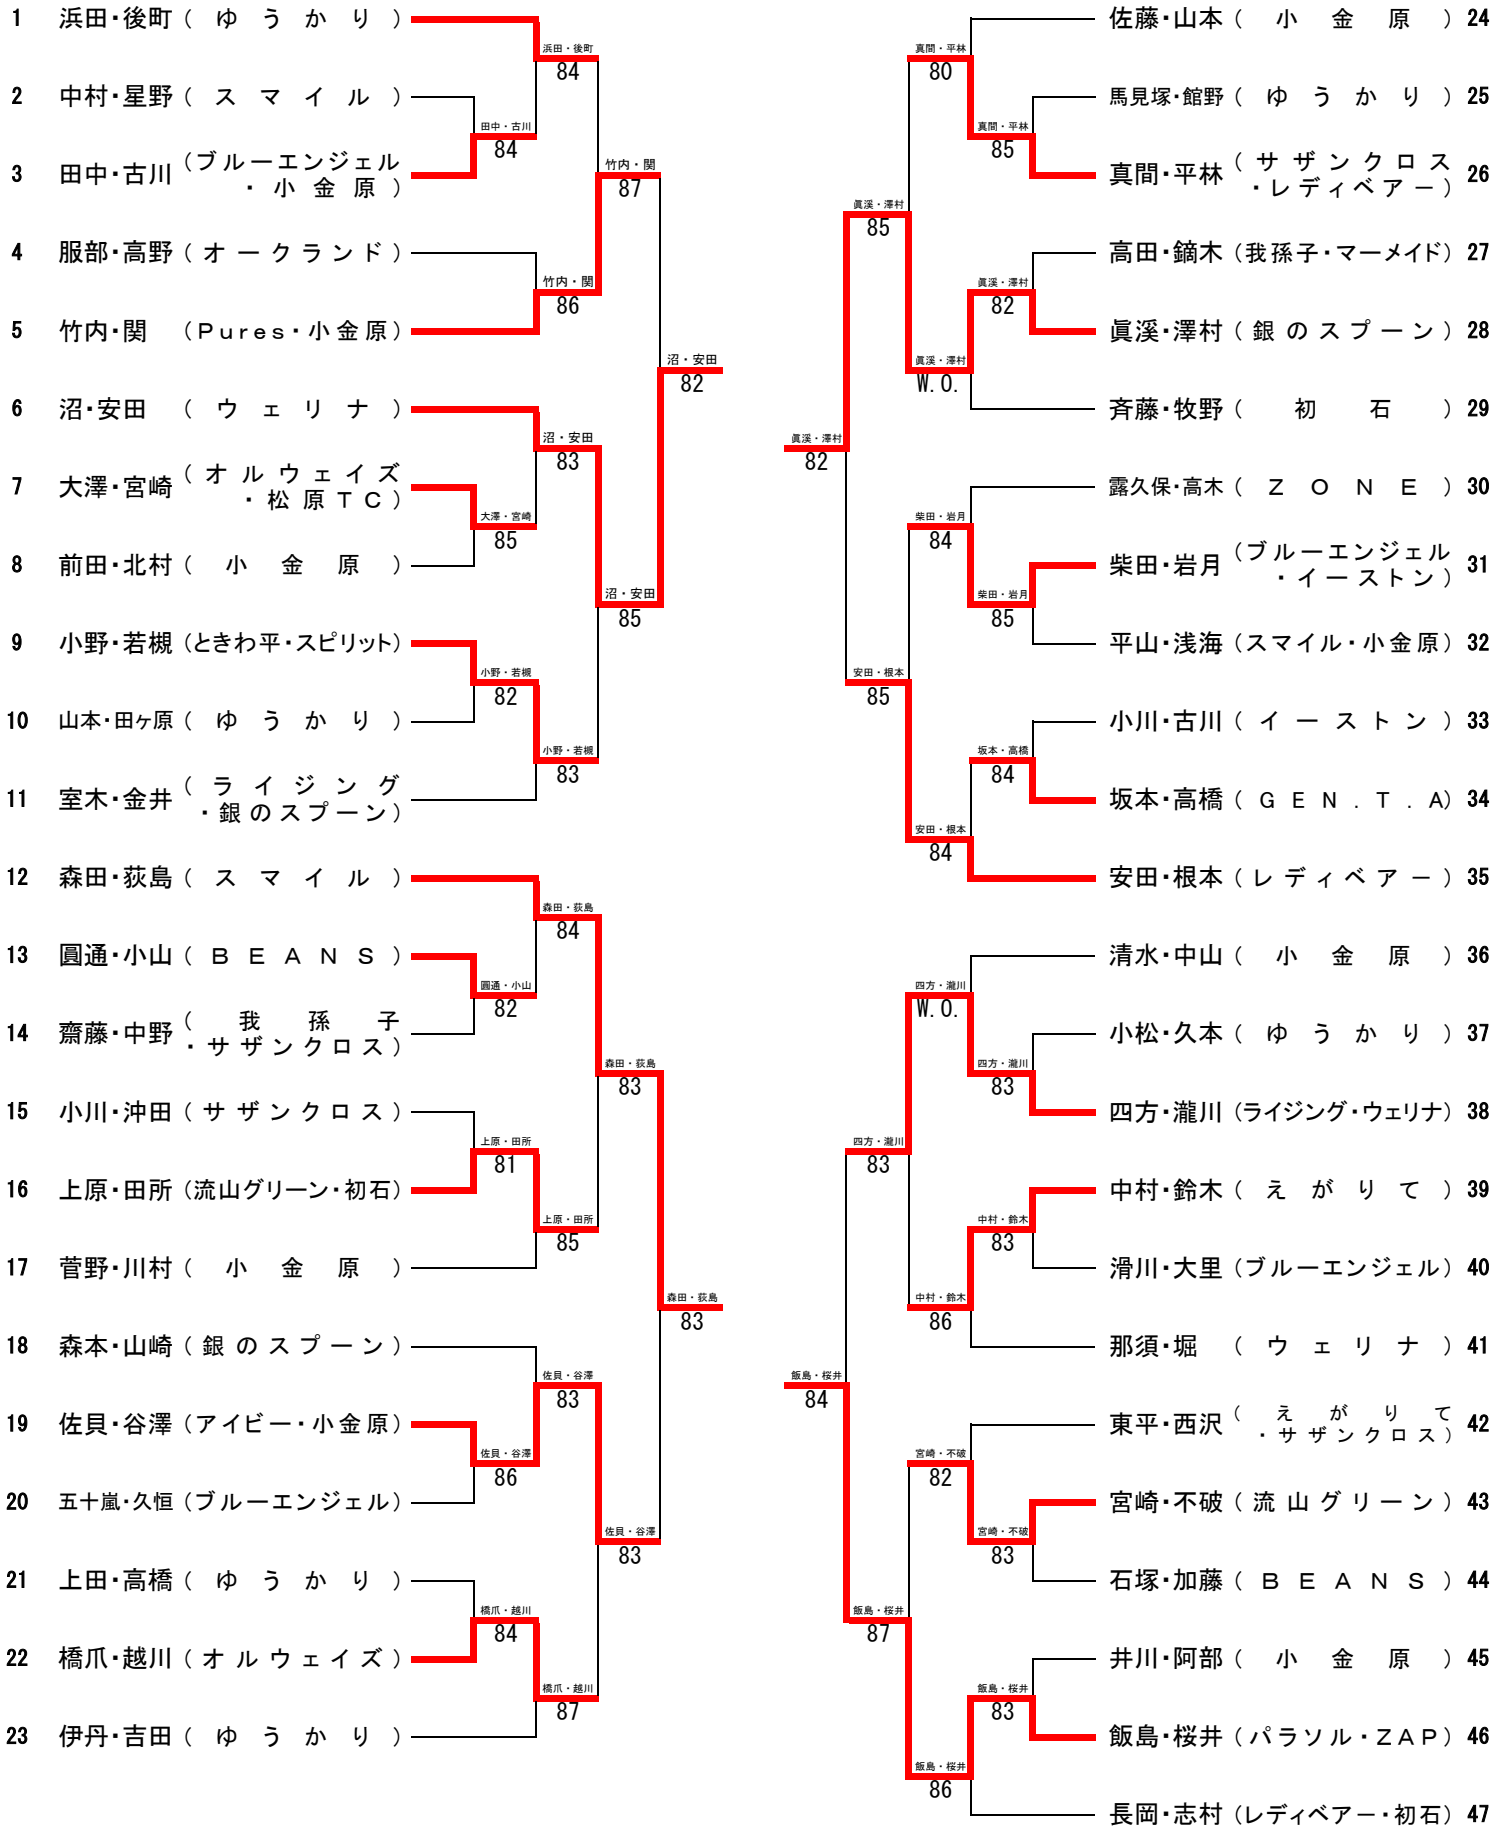 1 浜田・後町 (ゆうかり)
2 中村・星野 (スマイル)
3 田中・古川 (ブルーエンジェル
・小金原)
4 服部・高野 (オークランド)
5 竹内・関 (Pures・小金原)
6 沼・安田 (ウェリナ)
7 大澤・宮崎 (オルウェイズ
・松原TC)
8 前田・北村 (小金原)
9 小野・若槻 (ときわ平・スピリット)
10 山本・田ヶ原 (ゆうかり)
11 室木・金井 (ライジング
・銀のスプーン)
12 森田・荻島 (スマイル)
13 圓通・小山 (BEANS)
14 齋藤・中野 (我孫子
・サザンクロス)
15 小川・沖田 (サザンクロス)
16 上原・田所 (流山グリーン・初石)
17 菅野・川村 (小金原)
18 森本・山崎 (銀のスプーン)
19 佐貝・谷澤 (アイビー・小金原)
20 五十嵐・久恒 (ブルーエンジェル)
21 上田・高橋 (ゆうかり)
22 橋爪・越川 (オルウェイズ)
23 伊丹・吉田 (ゆうかり)
田中・古川
84
大澤・宮崎
85
小野・若槻
82
圓通・小山
82
上原・田所
81
佐貝・谷澤
86
橋爪・越川
84
浜田・後町
84
竹内・関
86
沼・安田
83
小野・若槻
83
森田・荻島
84
上原・田所
85
佐貝・谷澤
83
橋爪・越川
87
竹内・関
87
沼・安田
85
森田・荻島
83
佐貝・谷澤
83
沼・安田
82
森田・荻島
83
眞溪・澤村
82
飯島・桜井
84
眞溪・澤村
85
安田・根本
85
四方・瀧川
83
飯島・桜井
87
真間・平林
80
眞溪・澤村
W.O.
柴田・岩月
84
安田・根本
84
四方・瀧川
W.O.
中村・鈴木
86
宮崎・不破
82
飯島・桜井
86
真間・平林
85
眞溪・澤村
82
柴田・岩月
85
坂本・高橋
84
四方・瀧川
83
中村・鈴木
83
宮崎・不破
83
飯島・桜井
83
佐藤・山本 (小金原) 24
馬見塚・館野 (ゆうかり) 25
真間・平林 (サザンクロス
・レディベアー) 26
高田・鏑木 (我孫子・マーメイド) 27
眞溪・澤村 (銀のスプーン) 28
斉藤・牧野 (初石) 29
露久保・高木 (ZONE) 30
柴田・岩月 (ブルーエンジェル
・イーストン) 31
平山・浅海 (スマイル・小金原) 32
小川・古川 (イーストン) 33
坂本・高橋 (GEN.T.A) 34
安田・根本 (レディベアー) 35
清水・中山 (小金原) 36
小松・久本 (ゆうかり) 37
四方・瀧川 (ライジング・ウェリナ) 38
中村・鈴木 (えがりて) 39
滑川・大里 (ブルーエンジェル) 40
那須・堀 (ウェリナ) 41
東平・西沢 (えがりて
・サザンクロス) 42
宮崎・不破 (流山グリーン) 43
石塚・加藤 (BEANS) 44
井川・阿部 (小金原) 45
飯島・桜井 (パラソル・ZAP) 46
長岡・志村 (レディベアー・初石) 47